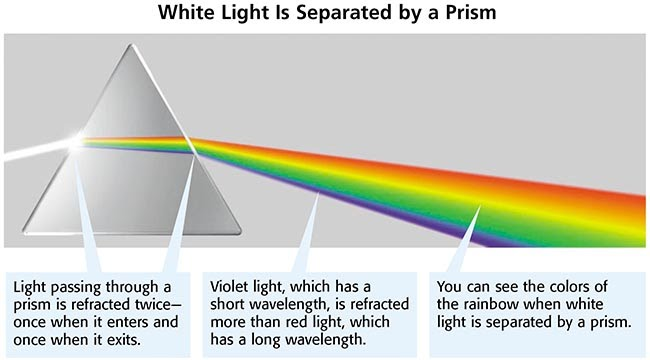 White Light Is Separated by a Prism
Light passing through a
prism is refracted twice—
once when it enters and
once when it exits.
Violet light, which has a
short wavelength, is refracted
more than red light, which
has a long wavelength.
You can see the colors of
the rainbow when white
light is separated by a prism.